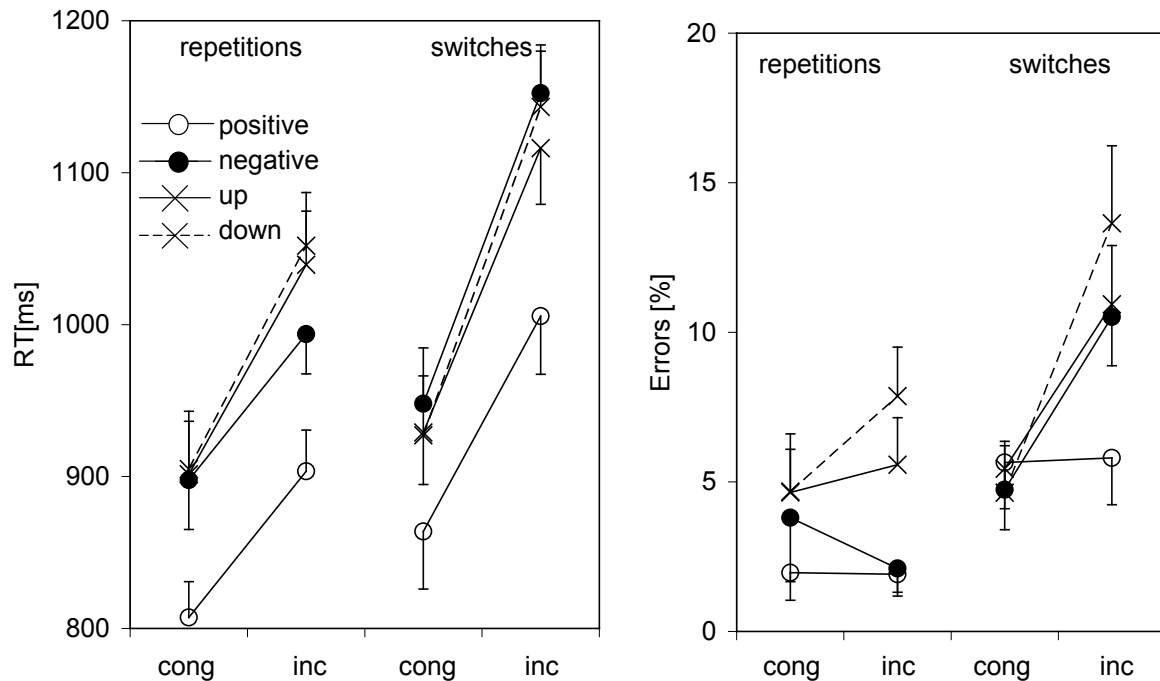 1200
1100
1000
900
800
RT[ms]
repetitions
switches
positive
negative
up
down
cong
inc
cong
inc
20
15
10
5
0
Errors [%]
repetitions
switches
cong
inc
cong
inc